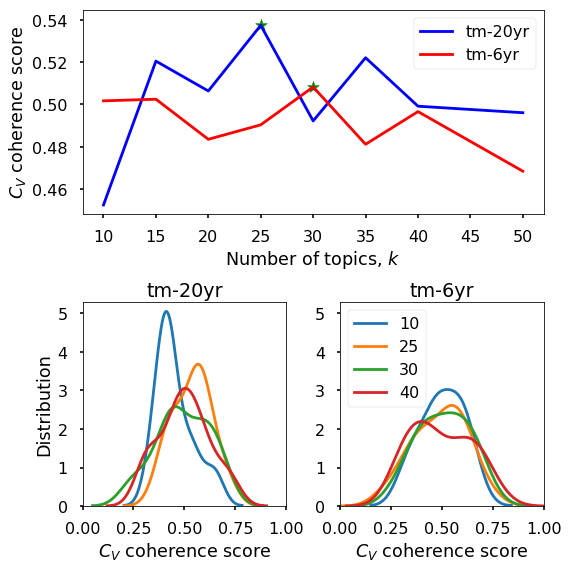 0.54
0.52
0.50
0.48
0.46
C_V coherence score
tm-20yr
tm-6yr
10 15 20 25 30 35 40 45 50
Number of topics, k
tm-20yr
5
4
3
2
1
0
Distribution
0.00 0.25 0.50 0.75 1.00
C_V coherence score
tm-6yr
10
25
30
40
5
4
3
2
1
0
0.00 0.25 0.50 0.75 1.00
C_V coherence score